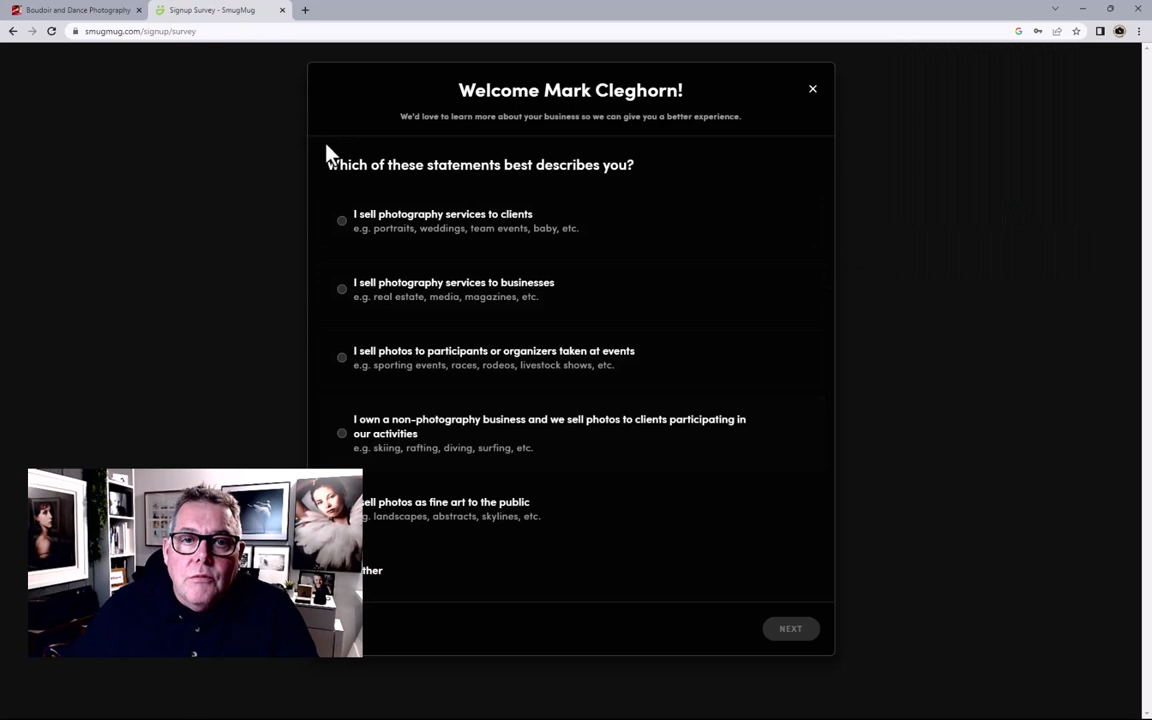 Boudoir and Dance Photography
Signup Survey - SmugMug
smugmug.com/signup/survey
Welcome Mark Cleghorn!
We'd love to learn more about your business so we can give you a better experience.
Which of these statements best describes you?
I sell photography services to clients
e.g. portraits, weddings, team events, baby, etc.
I sell photography services to businesses
e.g. real estate, media, magazines, etc.
I sell photos to participants or organizers taken at events
e.g. sporting events, races, rodeos, livestock shows, etc.
I own a non-photography business and we sell photos to clients participating in
our activities
e.g. skiing, rafting, diving, surfing, etc.
sell photos as fine art to the public
g. landscapes, abstracts, skylines, etc.
ther
NEXT